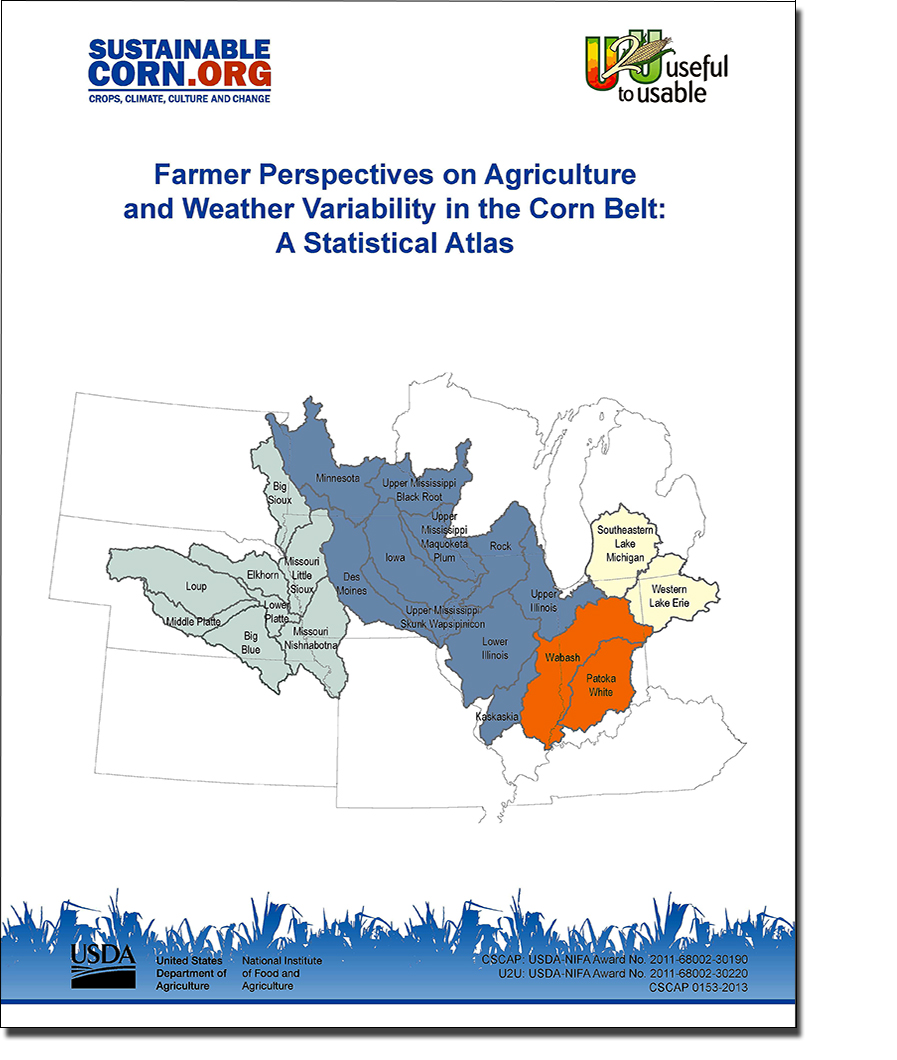 SUSTAINABLE
CORN.ORG
CROPS, CLIMATE, CULTURE AND CHANGE
U2U useful
to usable
Farmer Perspectives on Agriculture
and Weather Variability in the Corn Belt:
A Statistical Atlas
Big
Sioux
Minnesota
Upper Mississippi
Black Root
Upper
Mississippi
Maquoketa
Plum
Rock
Southeastern
Lake
Michigan
Western
Lake Erie
Loup
Elkhorn
Missouri
Little
Sioux
Des
Moines
Iowa
Upper
Illinois
Middle Platte
Lower
Platte
Big
Blue
Missouri
Nishnabotna
Upper Mississippi
Skunk Wapsipinicon
Lower
Illinois
Wabash
Patoka
White
Kaskaskia
USDA
United States
Department of
Agriculture
National Institute
of Food and
Agriculture
CSCAP: USDA-NIFA Award No. 2011-68002-30190
U2U: USDA-NIFA Award No. 2011-68002-30220
CSCAP 0153-2013